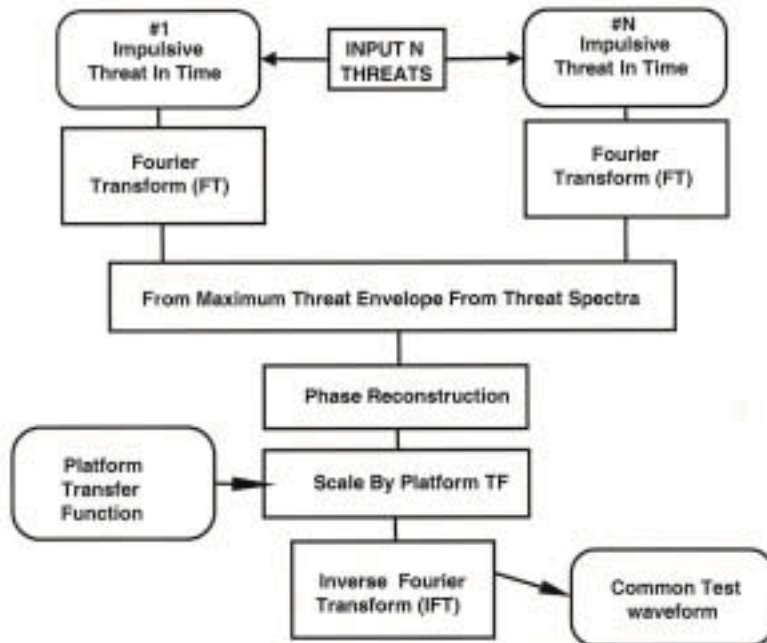 #1
Impulsive
Threat In Time
INPUT N
THREATS
#N
Impulsive
Threat In Time
Fourier
Transform (FT)
Fourier
Transform (FT)
From Maximum Threat Envelope From Threat Spectra
Phase Reconstruction
Platform
Transfer
Function
Scale By Platform TF
Inverse Fourier
Transform (IFT)
Common Test
waveform